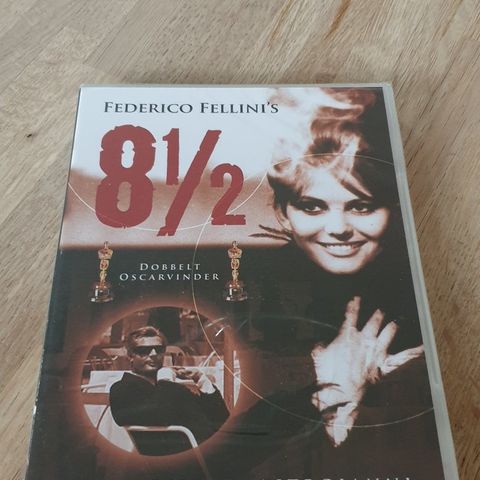 FEDERICO FELLINI'S
8½
DOBBELT
OSCARVINDER